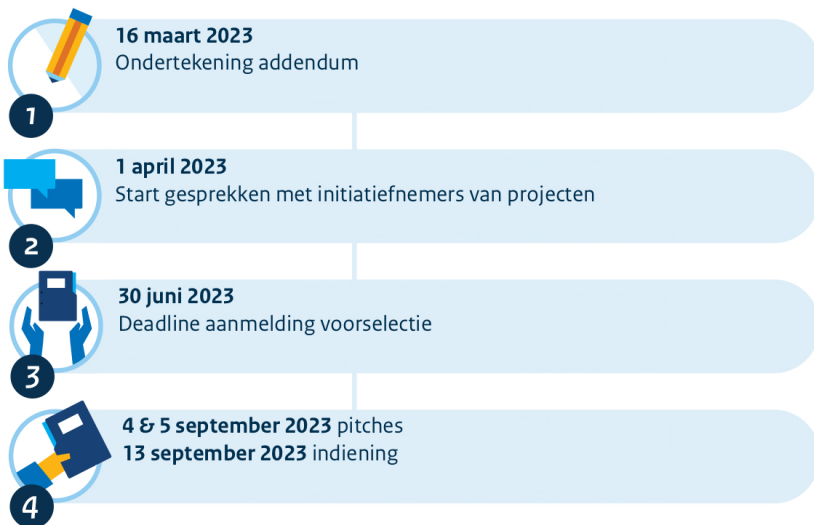 16 maart 2023
Ondertekening addendum
1
1 april 2023
Start gesprekken met initiatiefnemers van projecten
2
30 juni 2023
Deadline aanmelding voorselectie
3
4 & 5 september 2023 pitches
13 september 2023 indiening
4